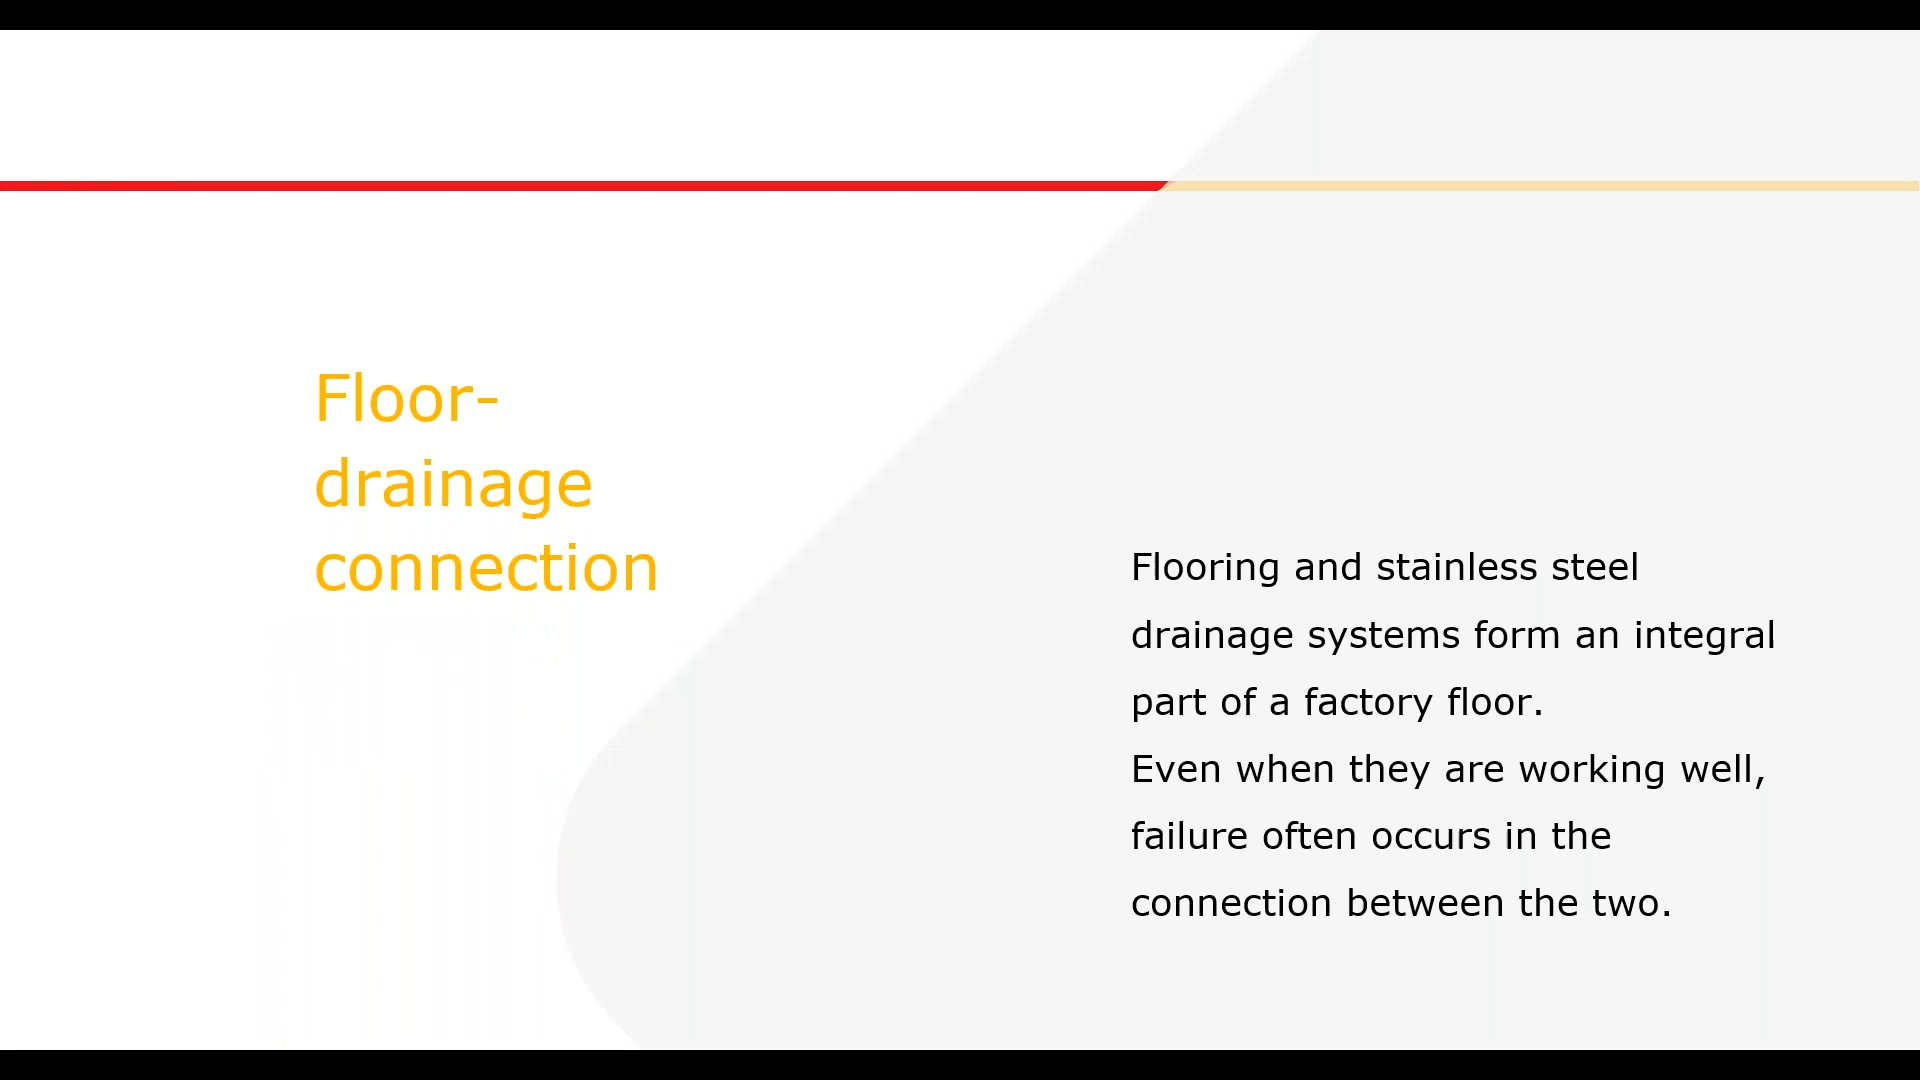 Floor-
drainage
connection
Flooring and stainless steel
drainage systems form an integral
part of a factory floor.
Even when they are working well,
failure often occurs in the
connection between the two.